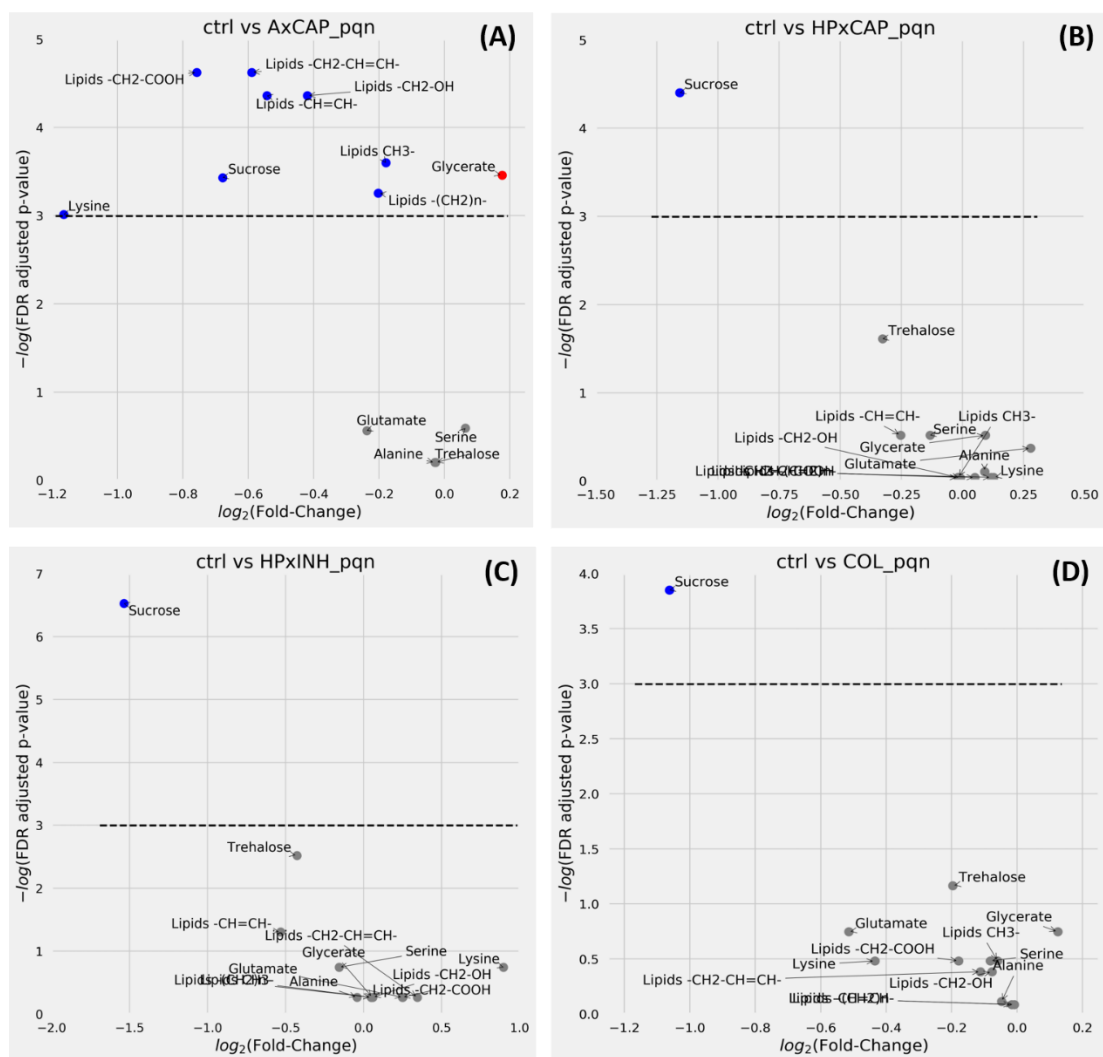 ctrl vs AxCAP_pqn
(A)
5
Lipids -CH2-COOH
Lipids -CH2-CH=CH-
Lipids -CH2-OH
Lipids -CH=CH-
4
Lipids CH3-
Glycerate
Sucrose
Lipids -(CH2)n-
Lysine
3
2
1
Glutamate
Serine
Alanine
Trehalose
0
−1.2 −1.0 −0.8 −0.6 −0.4 −0.2 0.0 0.2
log2(Fold-Change)
−log(FDR adjusted p-value)
ctrl vs HPxCAP_pqn
(B)
5
Sucrose
4
3
2
Trehalose
1
Lipids -CH=CH-
Lipids CH3-
Serine
Lipids -CH2-OH
Glycerate
Alanine
Glutamate
Lysine
0
−1.50 −1.25 −1.00 −0.75 −0.50 −0.25 0.00 0.25 0.50
log2(Fold-Change)
−log(FDR adjusted p-value)
ctrl vs HPxINH_pqn
(C)
7
Sucrose
6
5
4
3
Trehalose
2
Lipids -CH=CH-
Lipids -CH2-CH=CH-
1
Glycerate
Serine
Lysine
Glutamate
Lipids -CH2-OH
Alanine
Lipids -CH2-COOH
0
−2.0 −1.5 −1.0 −0.5 0.0 0.5 1.0
log2(Fold-Change)
−log(FDR adjusted p-value)
ctrl vs COL_pqn
(D)
4.0
Sucrose
3.5
3.0
2.5
2.0
1.5
Trehalose
1.0
Glutamate
Glycerate
Lipids CH3-
Lipids -CH2-COOH
Serine
Lysine
Alanine
0.5
Lipids -CH2-CH=CH-
Lipids -CH2-OH
0.0
−1.2 −1.0 −0.8 −0.6 −0.4 −0.2 0.0 0.2
log2(Fold-Change)
−log(FDR adjusted p-value)